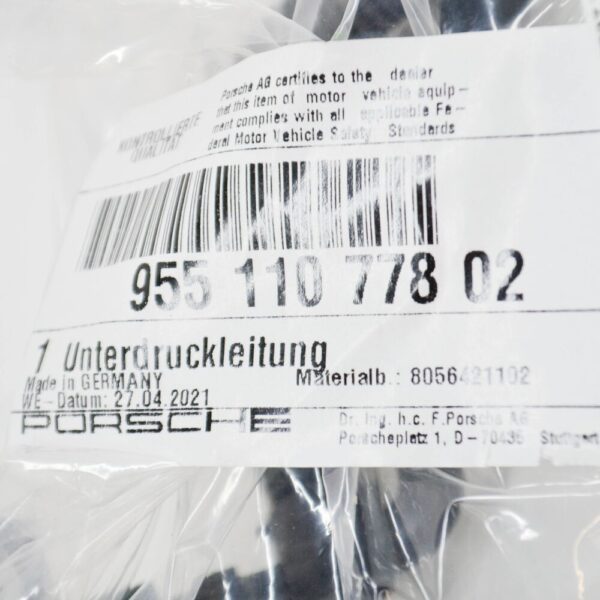 Porsche AG certifies to the dealer
that this item of motor vehicle equip-
ment complies with all applicable Fe-
deral Motor Vehicle Safety Standards
KONTROLLIERTE
QUALITÄT
955 110 778 02
1 Unterdruckleitung
Made in GERMANY
Materialb.: 8056421102
WE-Datum: 27.04.2021
PORSCHE
Dr. Ing. h.c. F.Porsche AG
Porscheplatz 1, D-70435 Stuttgart